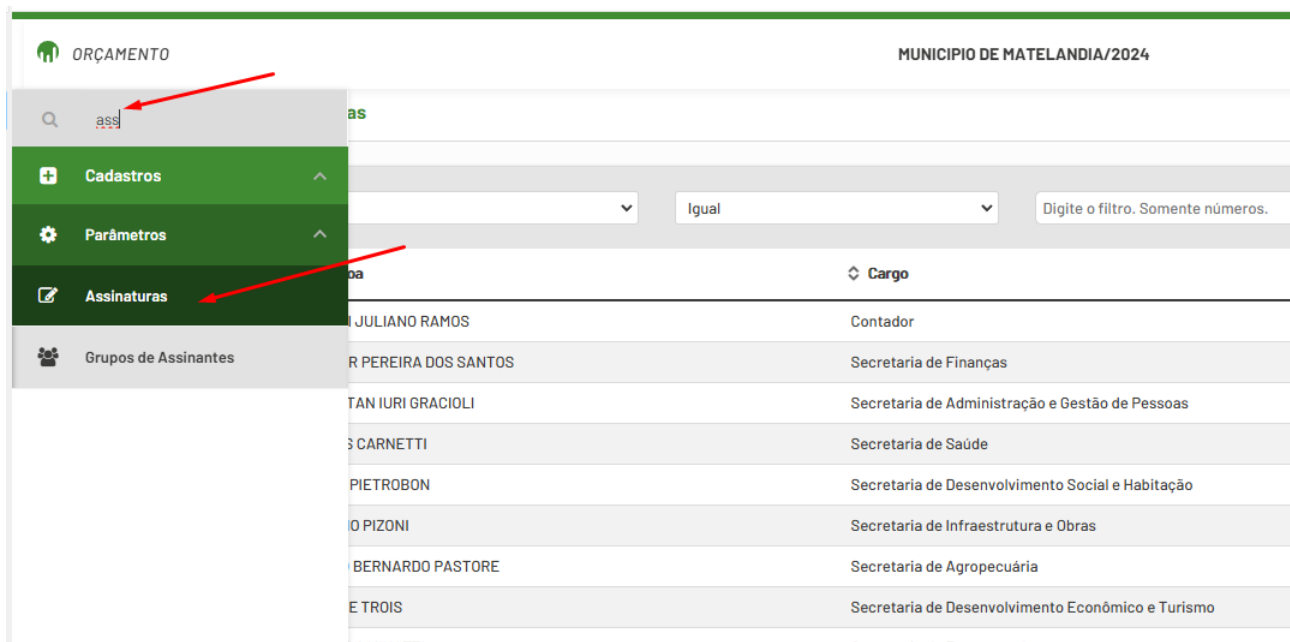 ORÇAMENTO
MUNICIPIO DE MATELANDIA/2024
ass
as
Cadastros
Igual
Digite o filtro. Somente números.
Parâmetros
oa
Cargo
Assinaturas
JULIANO RAMOS
Contador
Grupos de Assinantes
R PEREIRA DOS SANTOS
Secretaria de Finanças
TAN IURI GRACIOLI
Secretaria de Administração e Gestão de Pessoas
S CARNETTI
Secretaria de Saúde
PIETROBON
Secretaria de Desenvolvimento Social e Habitação
IO PIZONI
Secretaria de Infraestrutura e Obras
BERNARDO PASTORE
Secretaria de Agropecuária
E TROIS
Secretaria de Desenvolvimento Econômico e Turismo